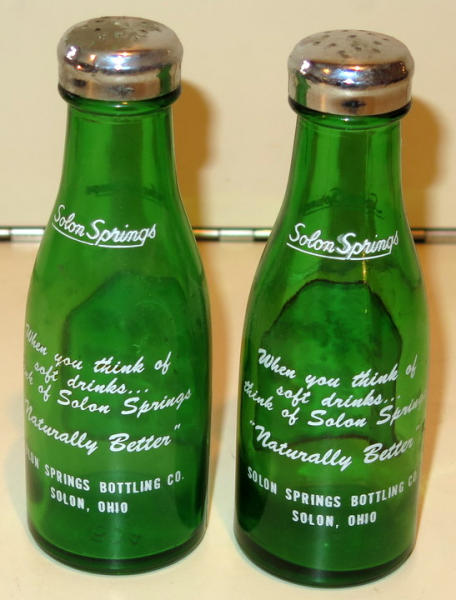 Solon Springs
When you think of
soft drinks...
of Solon Springs
Naturally Better"
SPRINGS BOTTLING CO.
SOLON, OHIO
Solon Springs
When you think of
soft drinks...
think of Solon Springs
"Naturally Better"
SOLON SPRINGS BOTTLING CO.
SOLON, OHIO